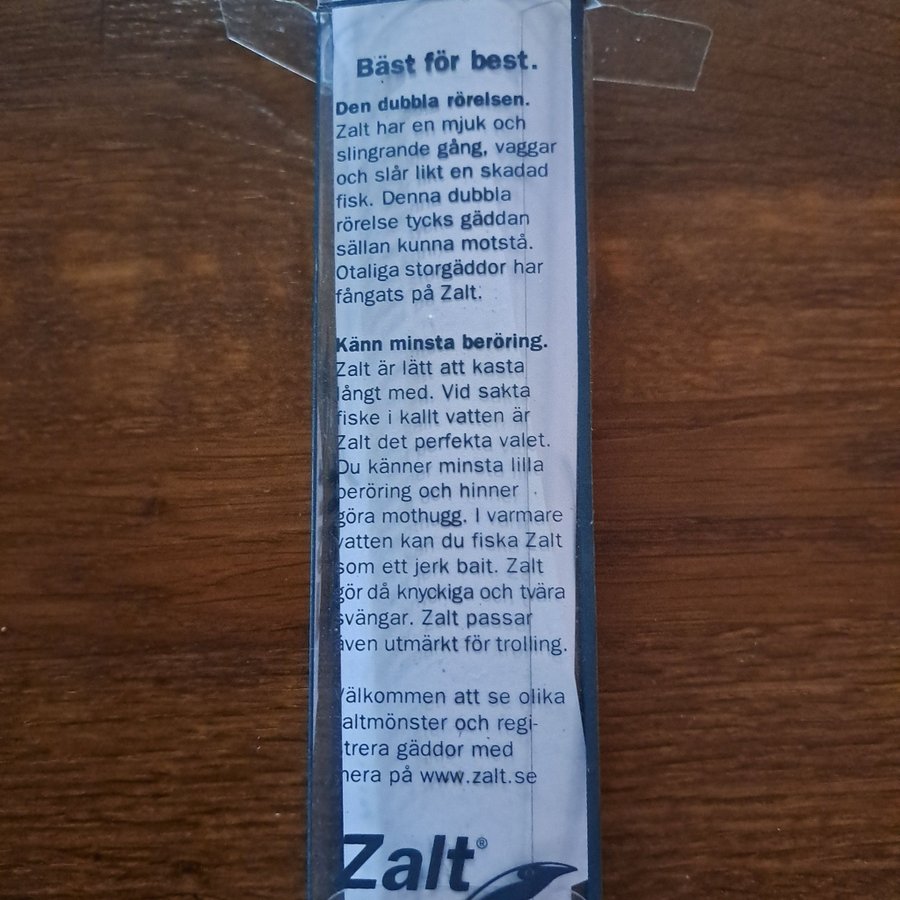 Bäst för best.
Den dubbla rörelsen.
Zalt har en mjuk och
slingrande gång, vaggar
och slår likt en skadad
fisk. Denna dubbla
rörelse tycks gäddan
sällan kunna motstå.
Otaliga storgäddor har
fångats på Zalt.
Känn minsta beröring.
Zalt är lätt att kasta
långt med. Vid sakta
fiske i kallt vatten är
Zalt det perfekta valet.
Du känner minsta lilla
beröring och hinner
göra mothugg. I varmare
vatten kan du fiska Zalt
som ett jerk bait. Zalt
gör då knyckiga och tvära
svängar. Zalt passar
även utmärkt för trolling.
Välkommen att se olika
Zaltmönster och regi-
strera gäddor med
mera på www.zalt.se
Zalt®